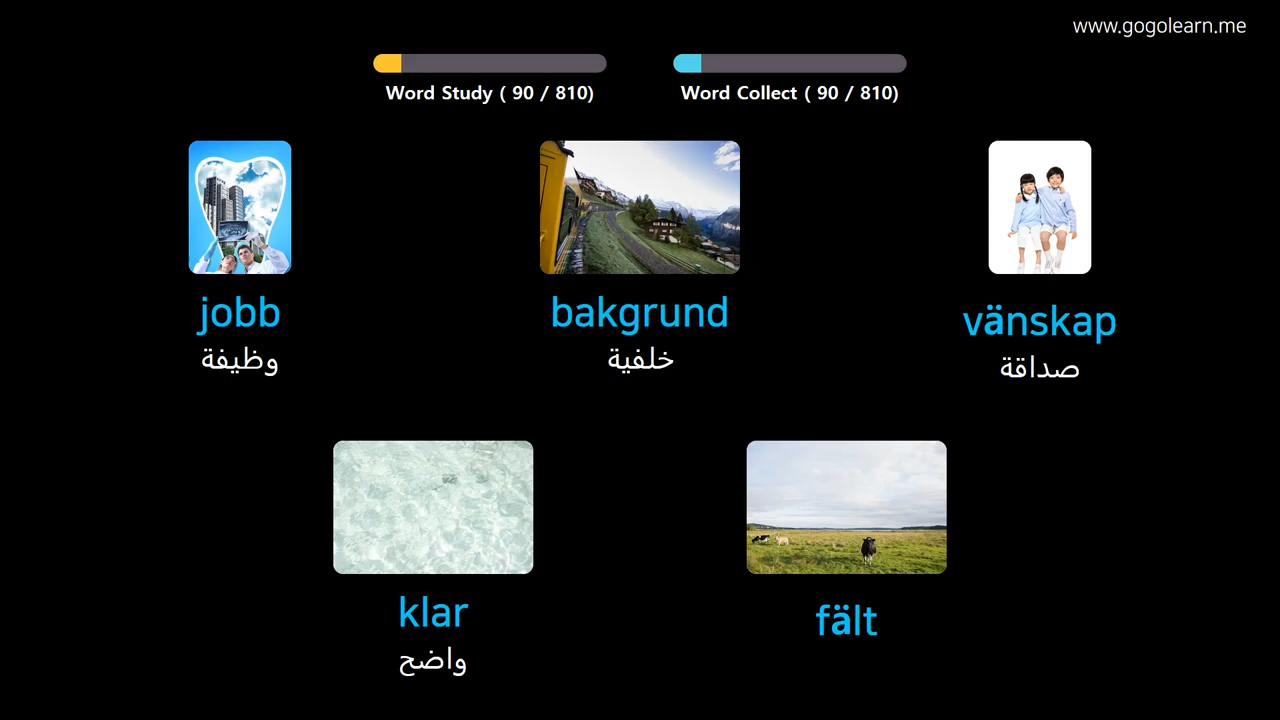 www.gogolearn.me
Word Study ( 90 / 810)
Word Collect ( 90 / 810)
jobb
وظيفة
bakgrund
خلفية
vänskap
صداقة
klar
واضح
fält